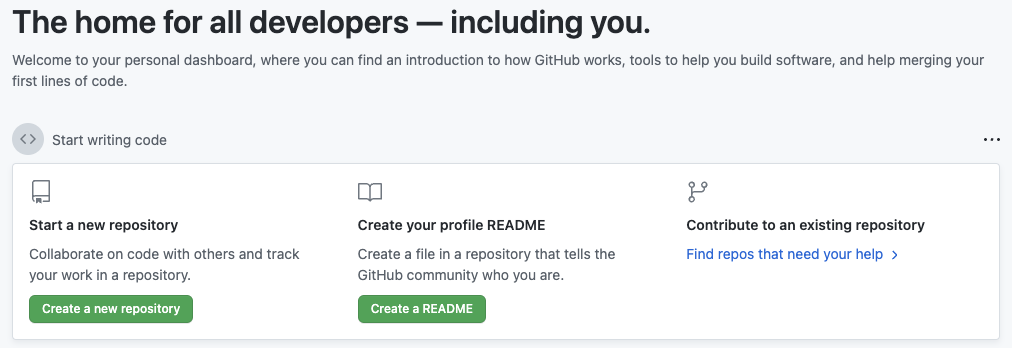 The home for all developers — including you.
Welcome to your personal dashboard, where you can find an introduction to how GitHub works, tools to help you build software, and help merging your
first lines of code.
Start writing code
Start a new repository
Collaborate on code with others and track
your work in a repository.
Create a new repository
Create your profile README
Create a file in a repository that tells the
GitHub community who you are.
Create a README
Contribute to an existing repository
Find repos that need your help